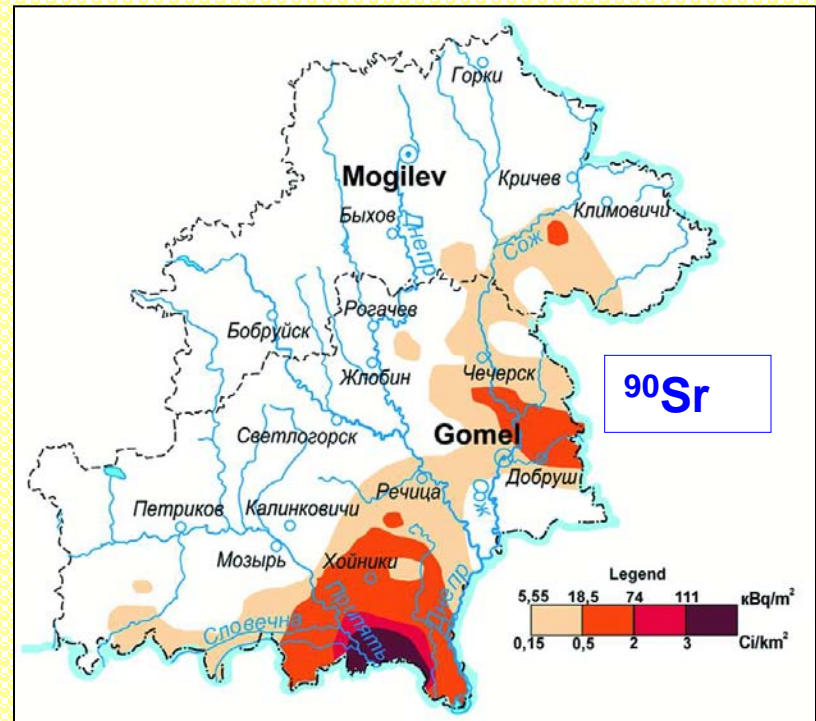 Горки
Mogilev
Кричев
Климовичи
Быхов
Днепр
Сож
Рогачев
Бобруйск
Жлобин
Чечерск
⁹⁰Sr
Светлогорск
Gomel
Добруш
Речица
Сож
Петриков
Калинковичи
Мозырь
Хойники
Днепр
Припять
Словечна
Legend
5,55 18,5 74 111 кBq/m²
0,15 0,5 2 3 Ci/km²